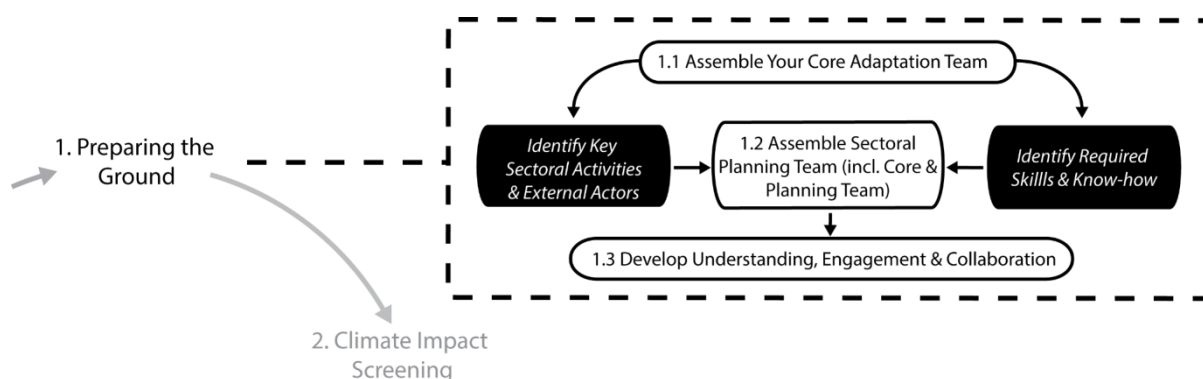 1.1 Assemble Your Core Adaptation Team
1. Preparing the
Ground
Identify Key
Sectoral Activities
& External Actors
1.2 Assemble Sectoral
Planning Team (incl. Core &
Planning Team)
Identify Required
Skillls & Know-how
1.3 Develop Understanding, Engagement & Collaboration
2. Climate Impact
Screening